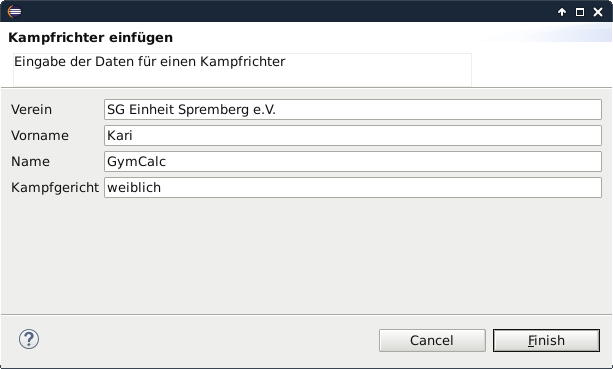 Kampfrichter einfügen
Eingabe der Daten für einen Kampfrichter
Verein SG Einheit Spremberg e.V.
Vorname Kari
Name GymCalc
Kampfgericht weiblich
? Cancel Finish